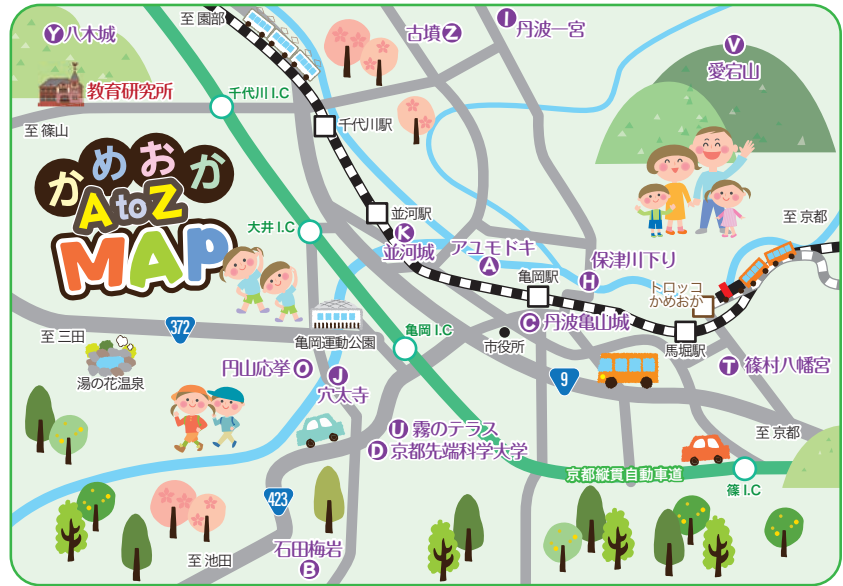 至 園部
Y 八木城
古墳 Z
I 丹波一宮
V
愛宕山
教育研究所
千代川 I.C
至 篠山
千代川駅
かめおか
A to Z
MAP
並河駅
大井 I.C
K
並河城
アユモドキ
A
至 京都
保津川下り
H
亀岡駅
トロッコ
かめおか
372
至 三田
亀岡運動公園
亀岡 I.C
C 丹波亀山城
市役所
馬堀駅
湯の花温泉
円山応挙 O
J
穴太寺
9
T 篠村八幡宮
U 霧のテラス
D 京都先端科学大学
至 京都
京都縦貫自動車道
篠 I.C
423
石田梅岩
B
至 池田